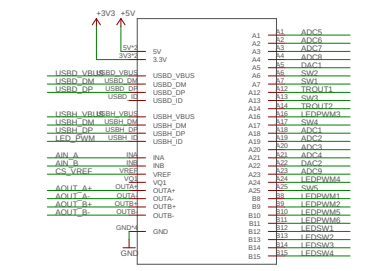 +3V3 +5V
5V*2 5V
3V3*2 3.3V
USBD_VBUS USBD_VBUS USBD_VBUS
USBD_DM USBD_DM USBD_DM
USBD_DP USBD_DP USBD_DP
USBD_ID USBD_ID
USBH_VBUS USBH_VBUS USBH_VBUS
USBH_DM USBH_DM USBH_DM
USBH_DP USBH_DP USBH_DP
LED_PWM USBH_ID USBH_ID
AIN_A INA INA
AIN_B INB INB
CS_VREF VREF VREF
VQ1 VQ1
AOUT_A+ OUTA+ OUTA+
AOUT_A- OUTA- OUTA-
AOUT_B+ OUTB+ OUTB+
AOUT_B- OUTB- OUTB-
GND*4 GND
GND
A1 A1 ADC5
A2 A2 ADC6
A3 A3 ADC7
A4 A4 ADC8
A5 A5 DAC1
A6 A6 SW2
A7 A7 SW1
A12 A12 TROUT1
A13 A13 SW3
A14 A14 TROUT2
A16 A16 LEDPWM3
A17 A17 SW4
A18 A18 ADC1
A19 A19 ADC2
A20 A20 ADC3
A21 A21 ADC4
A22 A22 DAC2
A23 A23 ADC9
A24 A24 LEDPWM4
A25 A25 SW5
B8 B8 LEDPWM1
B9 B9 LEDPWM2
B10 B10 LEDPWM5
B11 B11 LEDPWM6
B12 B12 LEDSW1
B13 B13 LEDSW2
B14 B14 LEDSW3
B15 B15 LEDSW4